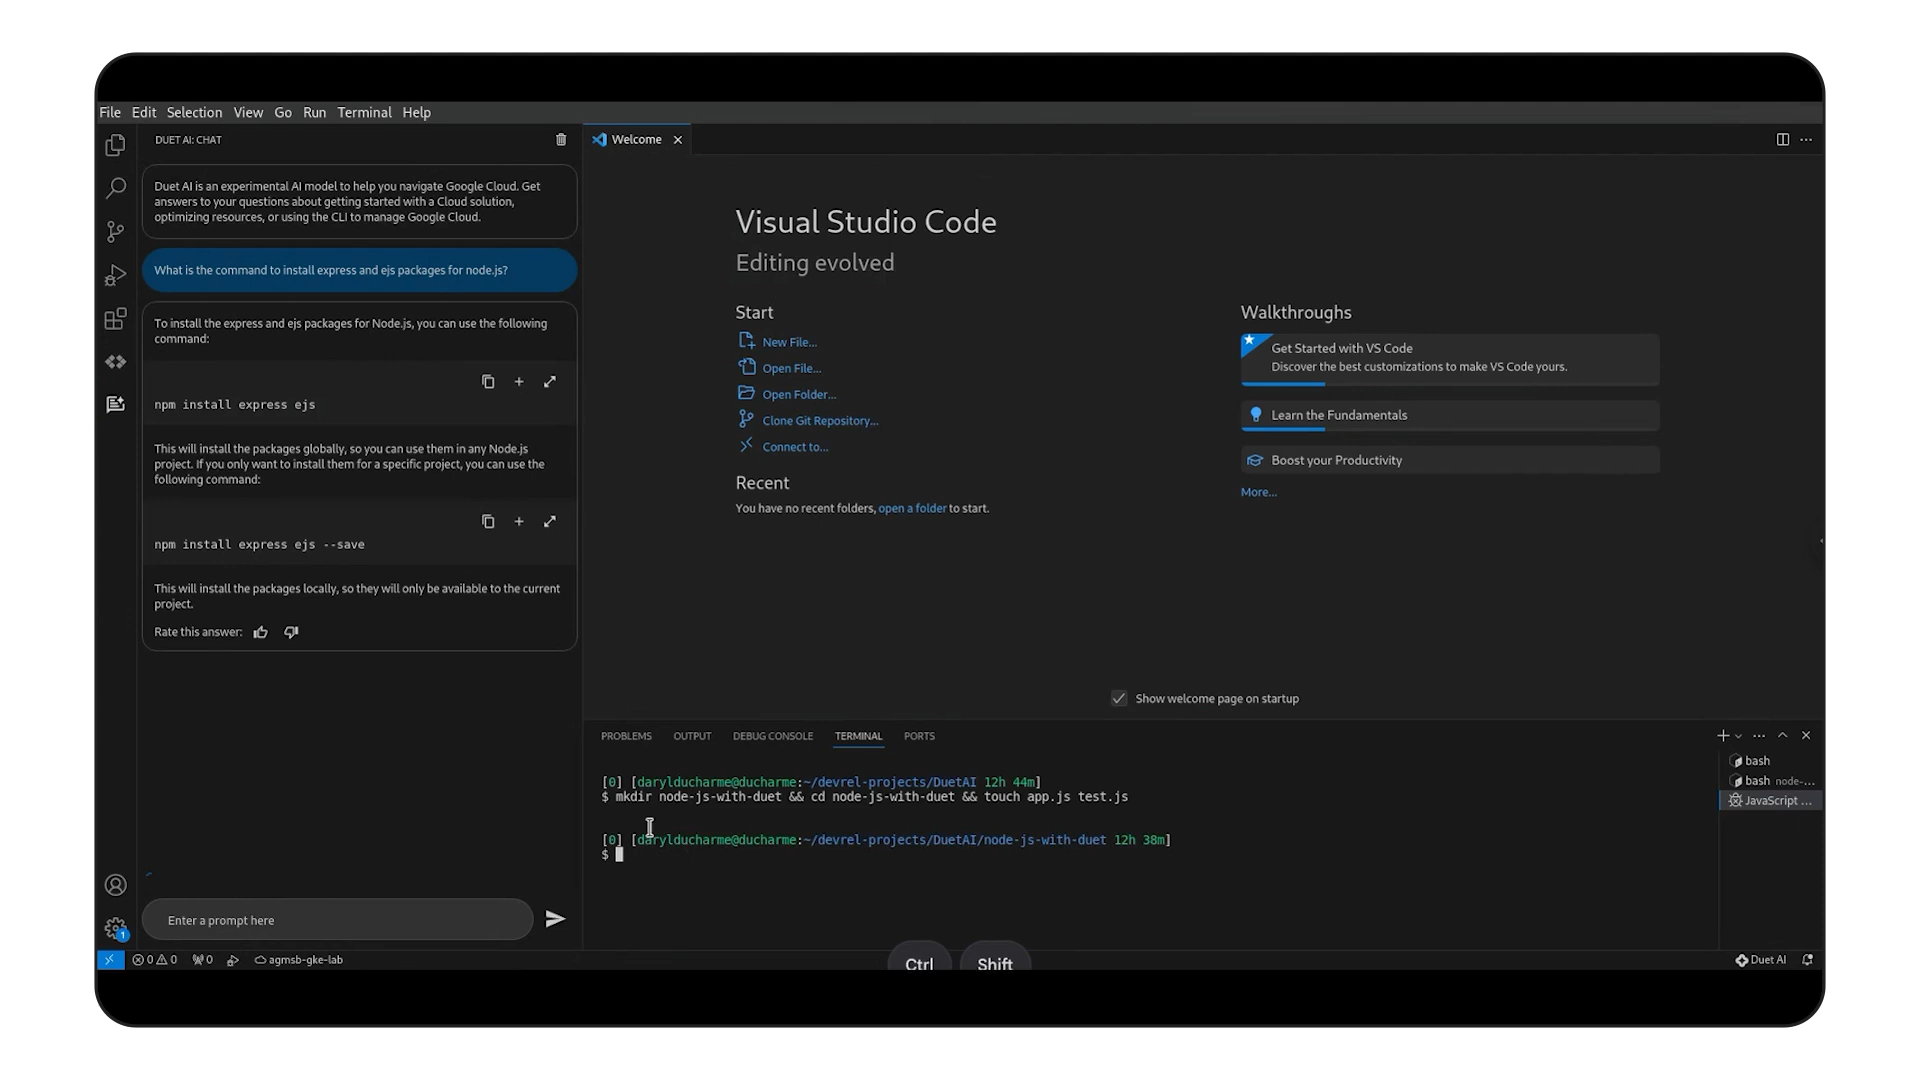 File Edit Selection View Go Run Terminal Help
DUET AI: CHAT
Duet AI is an experimental AI model to help you navigate Google Cloud. Get
answers to your questions about getting started with a Cloud solution,
optimizing resources, or using the CLI to manage Google Cloud.
What is the command to install express and ejs packages for node.js?
To install the express and ejs packages for Node.js, you can use the following
command:
npm install express ejs
This will install the packages globally, so you can use them in any Node.js
project. If you only want to install them for a specific project, you can use the
following command:
npm install express ejs --save
This will install the packages locally, so they will only be available to the current
project.
Rate this answer:
Enter a prompt here
Welcome
Visual Studio Code
Editing evolved
Start
New File...
Open File...
Open Folder...
Clone Git Repository...
Connect to...
Recent
You have no recent folders, open a folder to start.
Walkthroughs
Get Started with VS Code
Discover the best customizations to make VS Code yours.
Learn the Fundamentals
Boost your Productivity
More...
Show welcome page on startup
PROBLEMS OUTPUT DEBUG CONSOLE TERMINAL PORTS
[0] [darylducharme@ducharme:~/devrel-projects/DuetAI 12h 44m]
$ mkdir node-js-with-duet && cd node-js-with-duet && touch app.js test.js
[0] [darylducharme@ducharme:~/devrel-projects/DuetAI/node-js-with-duet 12h 38m]
$
bash
bash node-...
JavaScript ...
Ctrl Shift
1
0 0 0 agmsb-gke-lab
Duet AI